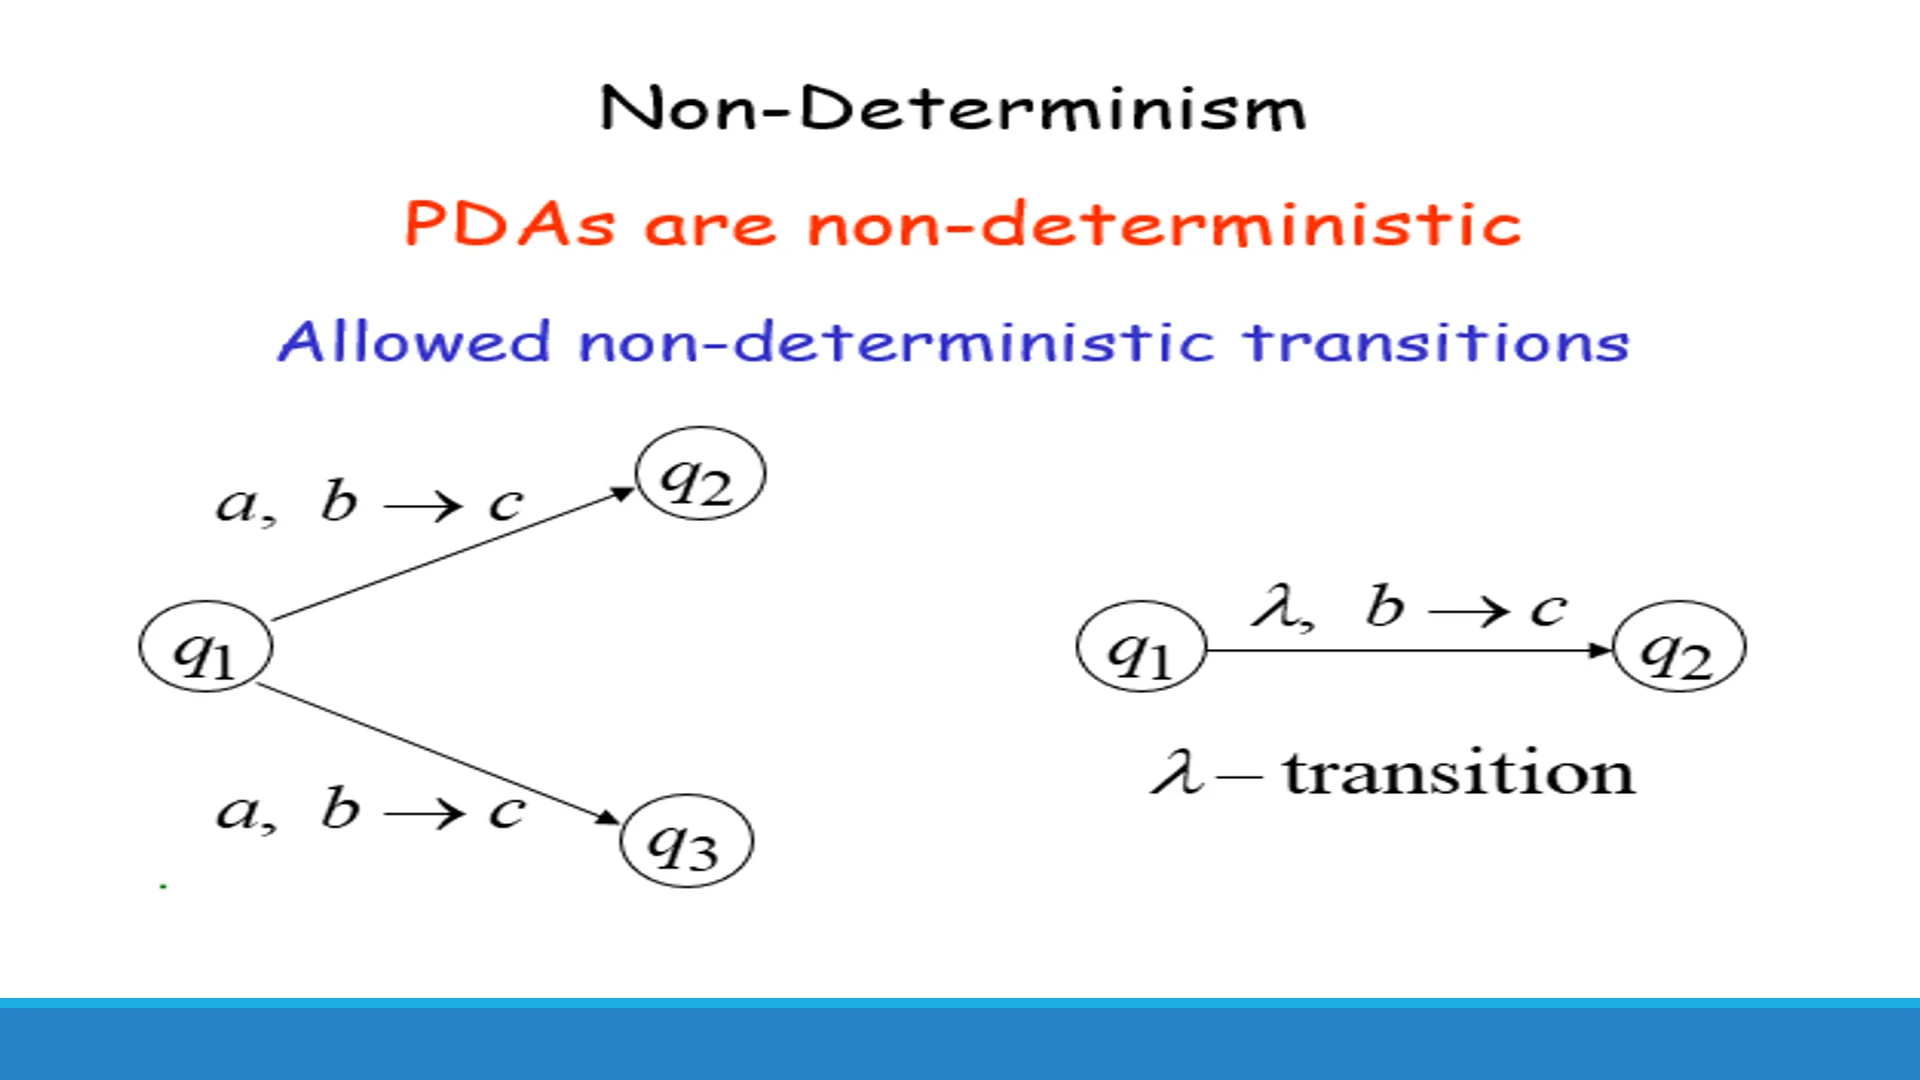 Non-Determinism
PDAs are non-deterministic
Allowed non-deterministic transitions
a, b → c
q2
q1
a, b → c
q3
λ, b → c
q1
q2
λ – transition